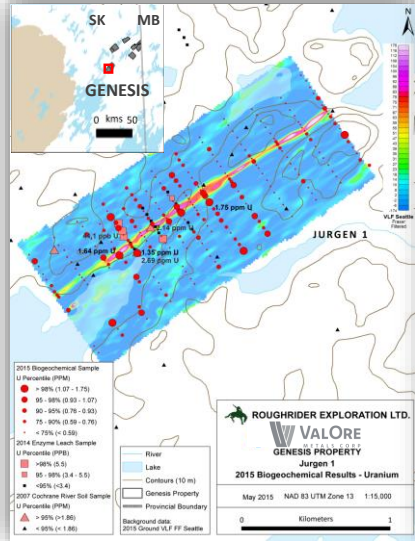 SK MB
GENESIS
0 kms 50
N
VLF Seattle
Fraser
Filtered
JURGEN 1
1.75 ppm U
2.14 ppm U
1 ppb U
1.64 ppm U
1.35 ppm U
2.69 ppm U
2015 Biogeochemical Sample
U Percentile (PPM)
> 98% (1.07 - 1.75)
95 - 98% (0.93 - 1.07)
90 - 95% (0.76 - 0.93)
75 - 90% (0.59 - 0.76)
< 75% (< 0.59)
2014 Enzyme Leach Sample
U Percentile (PPB)
>98% (5.5)
95 - 98% (3.4 - 5.5)
<95% (<3.4)
2007 Cochrane River Soil Sample
U Percentile (PPM)
> 95% (>1.86)
< 95% (< 1.86)
River
Lake
Contours (10 m)
Genesis Property
Provincial Boundary
Background data:
2015 Ground VLF FF Seattle
ROUGHRIDER EXPLORATION LTD.
VALORE
METALS CORP
GENESIS PROPERTY
Jurgen 1
2015 Biogeochemical Results - Uranium
May 2015 NAD 83 UTM Zone 13 1:15,000
Kilometers
0 1